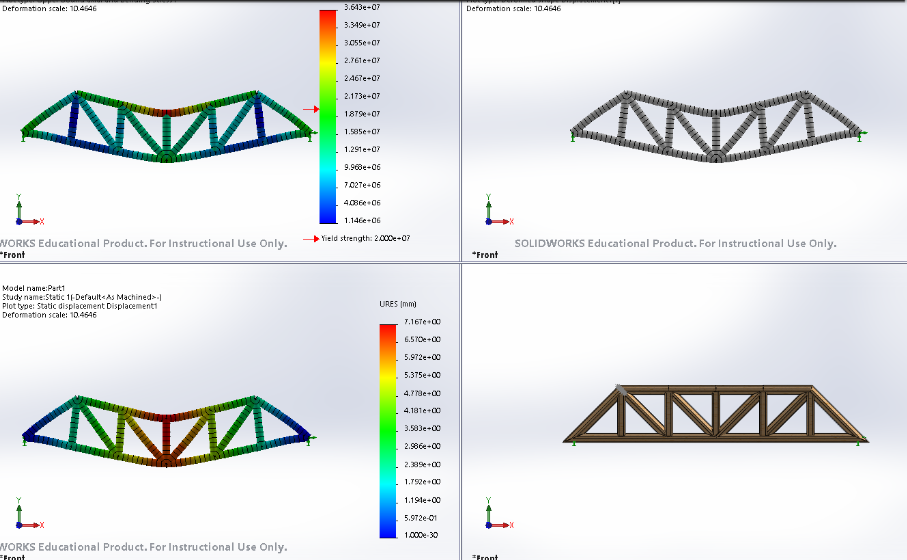 Deformation scale: 10.4646
3.643e+07
3.349e+07
3.055e+07
2.761e+07
2.467e+07
2.173e+07
1.879e+07
1.585e+07
1.291e+07
9.968e+06
7.027e+06
4.086e+06
1.146e+06
Yield strength: 2.000e+07
Y
X
WORKS Educational Product. For Instructional Use Only.
*Front
Deformation scale: 10.4646
Y
X
SOLIDWORKS Educational Product. For Instructional Use Only.
*Front
Model name:Part1
Study name:Static 1(-Default<As Machined>-)
Plot type: Static displacement Displacement1
Deformation scale: 10.4646
URES (mm)
7.167e+00
6.570e+00
5.972e+00
5.375e+00
4.778e+00
4.181e+00
3.583e+00
2.986e+00
2.389e+00
1.792e+00
1.194e+00
5.972e-01
1.000e-30
Y
X
WORKS Educational Product. For Instructional Use Only.
*Front
Y
X
*Front